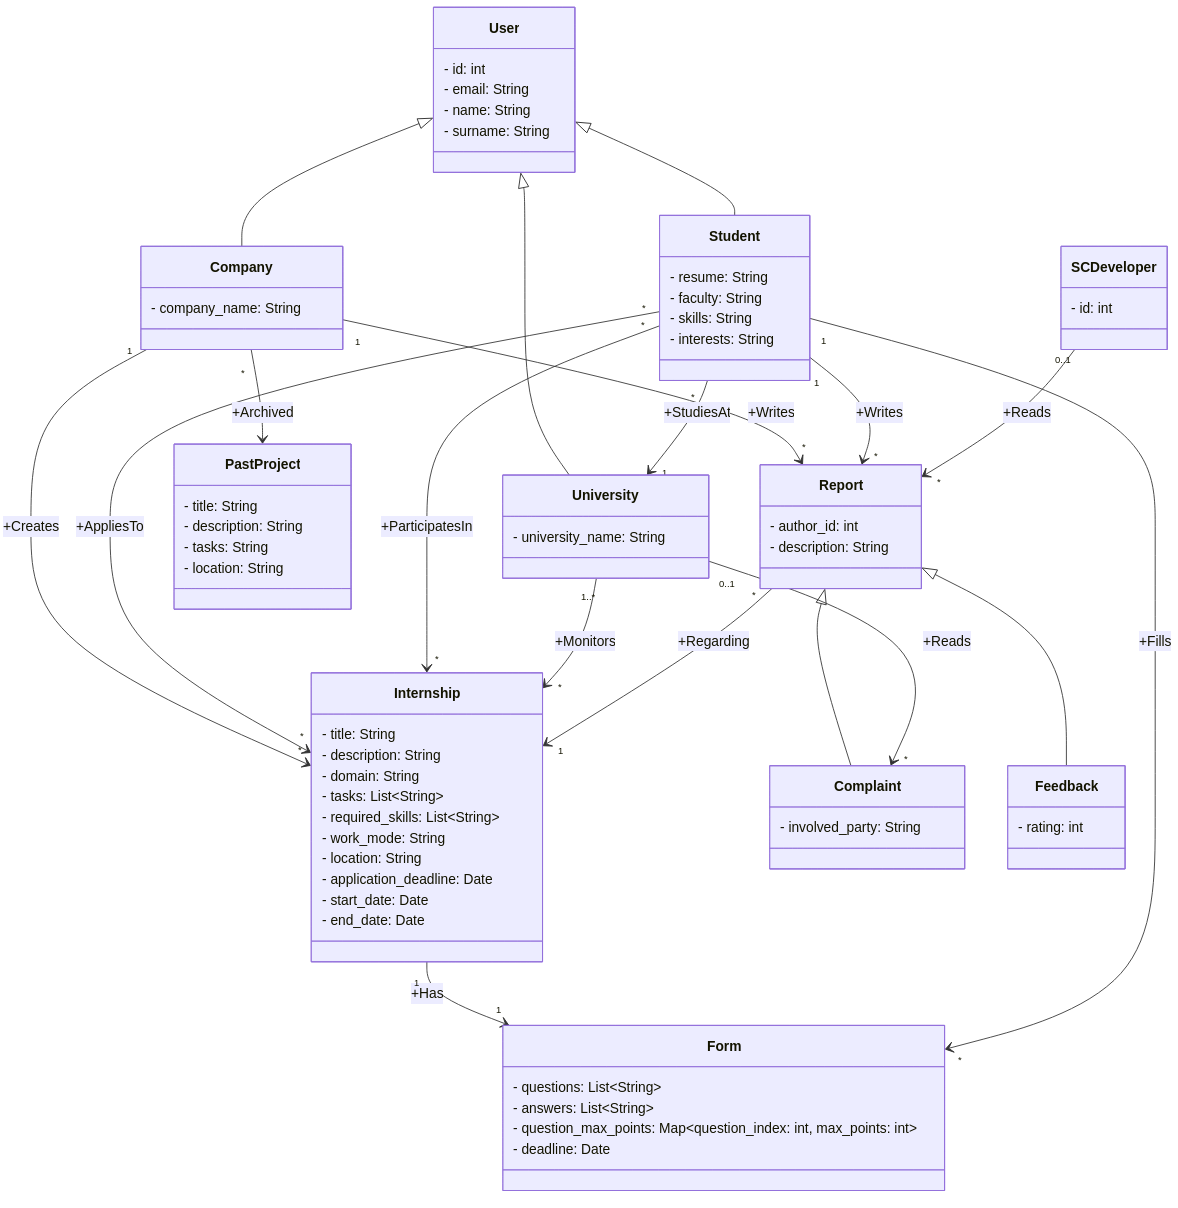 User
- id: int
- email: String
- name: String
- surname: String
Company
- company_name: String
Student
- resume: String
- faculty: String
- skills: String
- interests: String
SCDeveloper
- id: int
*
*
1
1
1
1
0..1
*
*
+Archived
+StudiesAt
+Writes
+Writes
+Reads
*
*
*
1
PastProject
- title: String
- description: String
- tasks: String
- location: String
University
- university_name: String
Report
- author_id: int
- description: String
+Creates
+AppliesTo
+ParticipatesIn
1..*
0..1
*
+Monitors
+Regarding
+Reads
+Fills
*
*
*
*
1
*
Internship
- title: String
- description: String
- domain: String
- tasks: List<String>
- required_skills: List<String>
- work_mode: String
- location: String
- application_deadline: Date
- start_date: Date
- end_date: Date
Complaint
- involved_party: String
Feedback
- rating: int
1
+Has
1
*
Form
- questions: List<String>
- answers: List<String>
- question_max_points: Map<question_index: int, max_points: int>
- deadline: Date